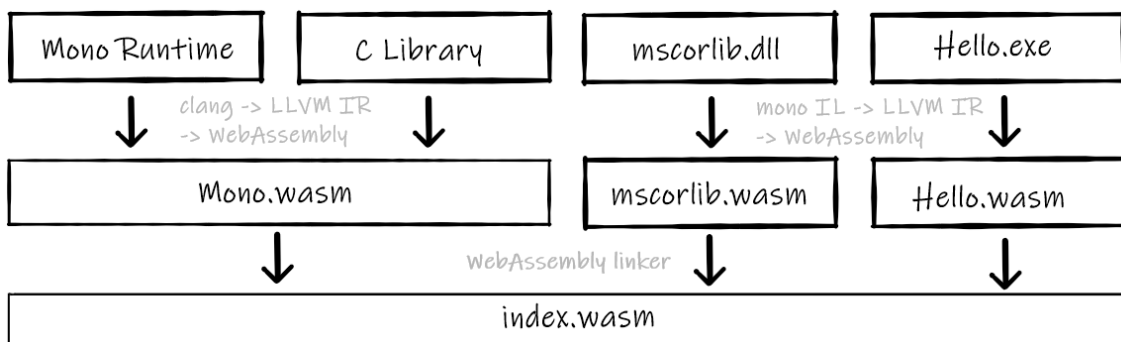 Mono Runtime
C Library
mscorlib.dll
Hello.exe
clang -> LLVM IR
-> WebAssembly
mono IL -> LLVM IR
-> WebAssembly
Mono.wasm
mscorlib.wasm
Hello.wasm
WebAssembly linker
index.wasm